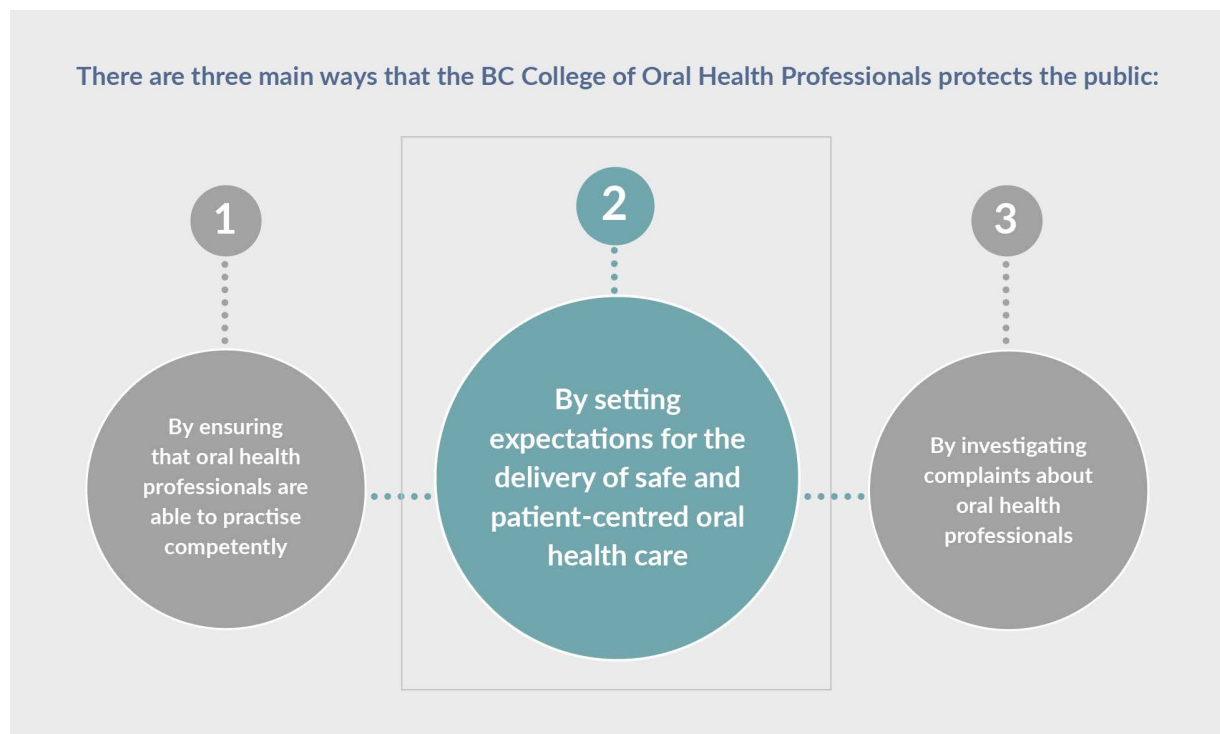 There are three main ways that the BC College of Oral Health Professionals protects the public:
1
By ensuring
that oral health
professionals are
able to practise
competently
2
By setting
expectations for the
delivery of safe and
patient-centred oral
health care
3
By investigating
complaints about
oral health
professionals